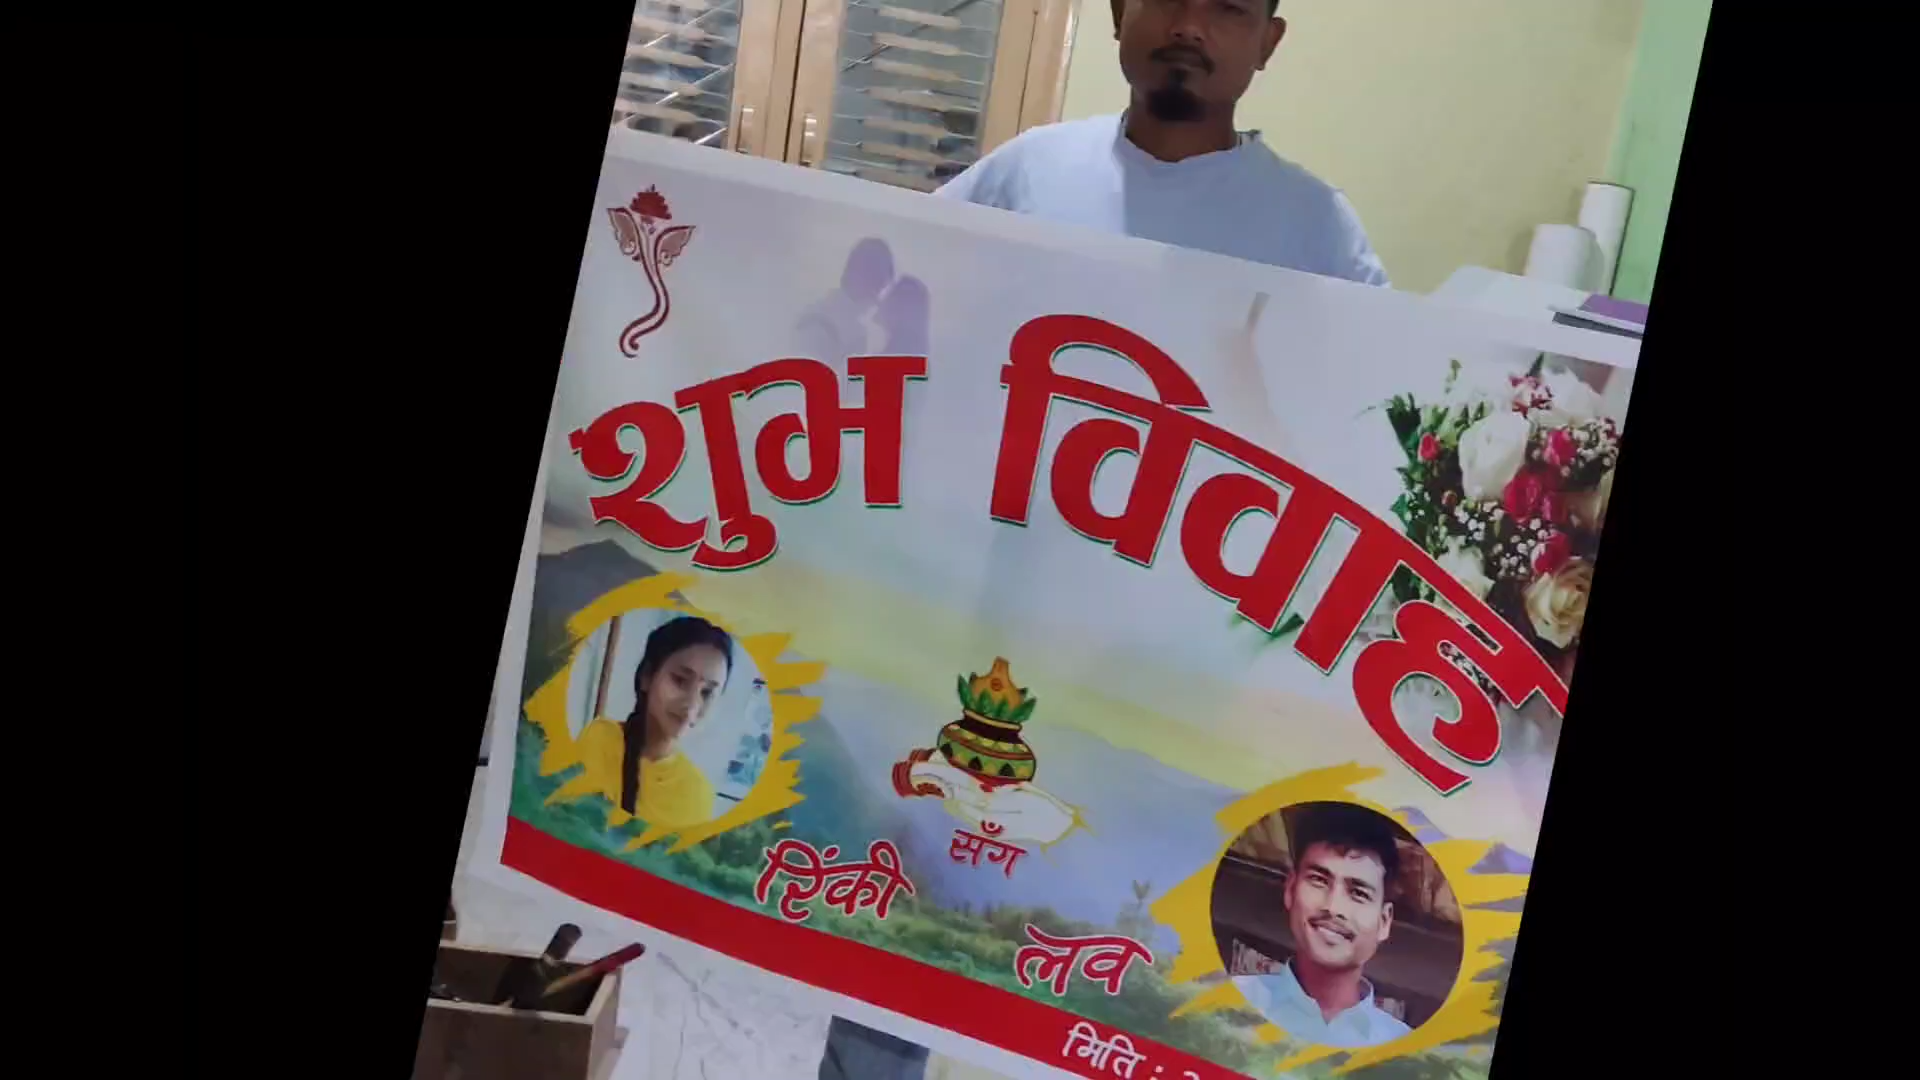 शुभ विवाह
रिंकी
सँग
लव
मिति :